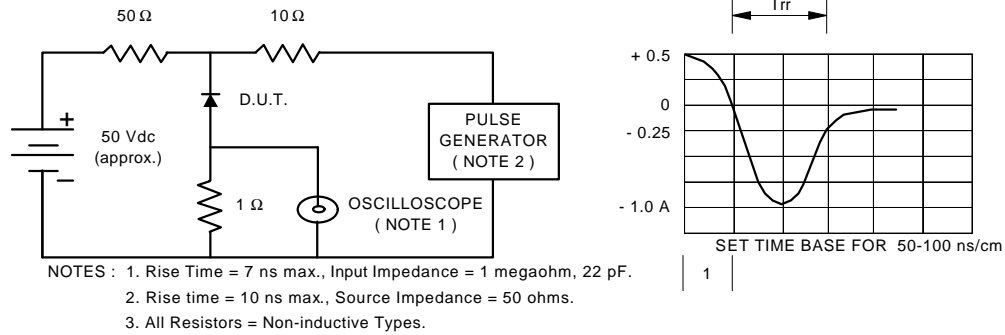 50 Ω
10 Ω
Trr
+ 0.5
D.U.T.
+
50 Vdc
(approx.)
PULSE
GENERATOR
( NOTE 2 )
0
- 0.25
−
1 Ω
OSCILLOSCOPE
( NOTE 1 )
- 1.0 A
SET TIME BASE FOR 50-100 ns/cm
1
NOTES : 1. Rise Time = 7 ns max., Input Impedance = 1 megaohm, 22 pF.
2. Rise time = 10 ns max., Source Impedance = 50 ohms.
3. All Resistors = Non-inductive Types.